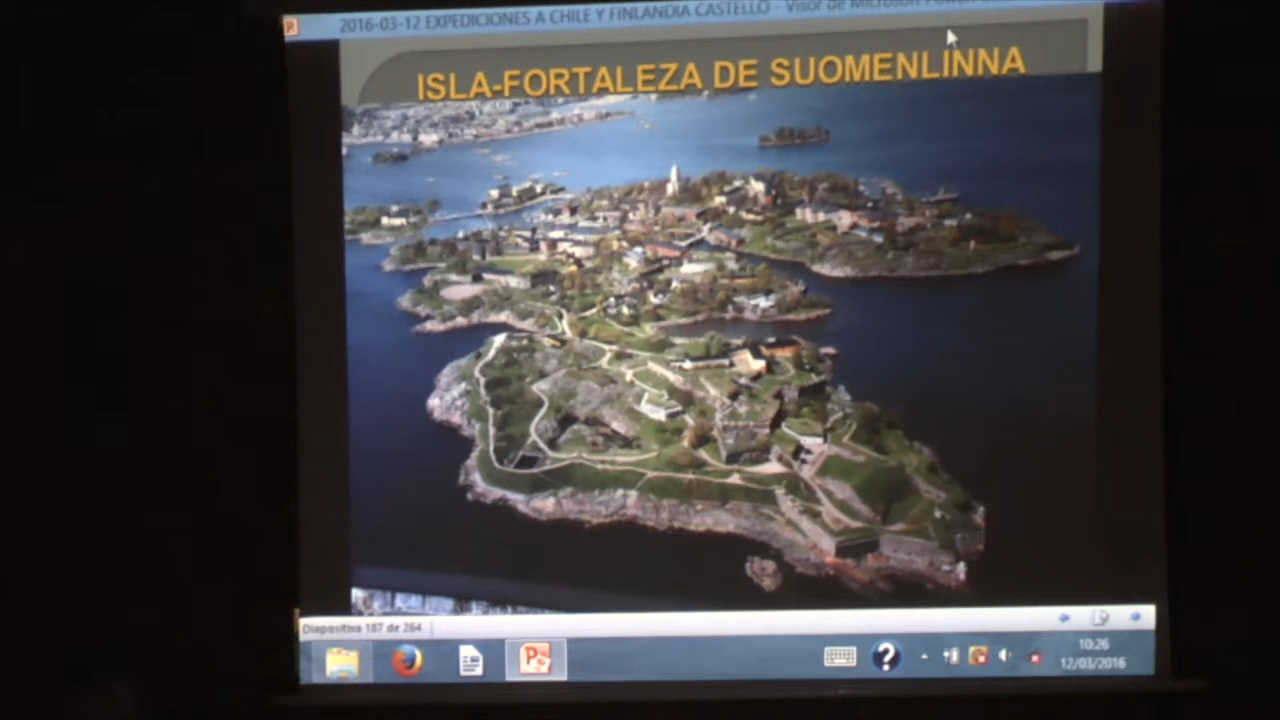 2016-03-12 EXPEDICIONES A CHILE Y FINLANDIA CASTELLO - Visor de Microsoft Power
ISLA-FORTALEZA DE SUOMENLINNA
Diapositiva 187 de 264
10:26
12/03/2016